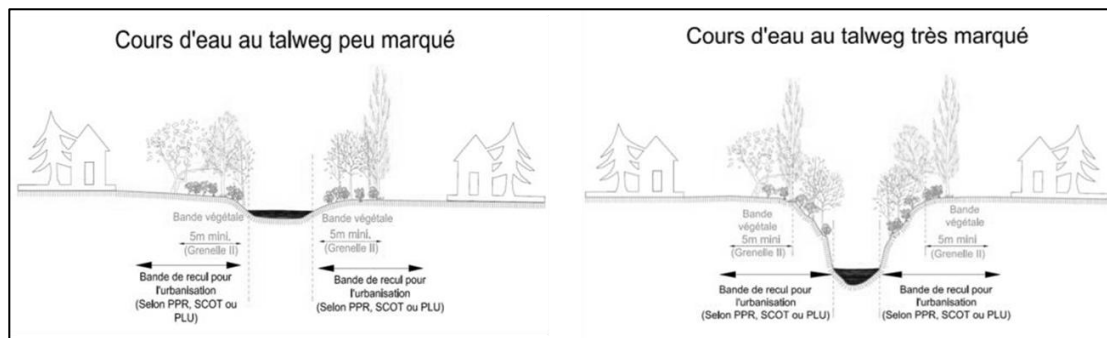 Cours d'eau au talweg peu marqué
Bande végétale
5m mini.
(Grenelle II)
Bande de recul pour
l'urbanisation
(Selon PPR, SCOT ou
PLU)
Bande végétale
5m mini.
(Grenelle II)
Bande de recul pour
l'urbanisation
(Selon PPR, SCOT ou PLU)
Cours d'eau au talweg très marqué
Bande
végétale
5m mini
(Grenelle II)
Bande de recul pour
l'urbanisation
(Selon PPR, SCOT ou PLU)
Bande
végétale
5m mini
(Grenelle II)
Bande de recul pour
l'urbanisation
(Selon PPR, SCOT ou PLU)